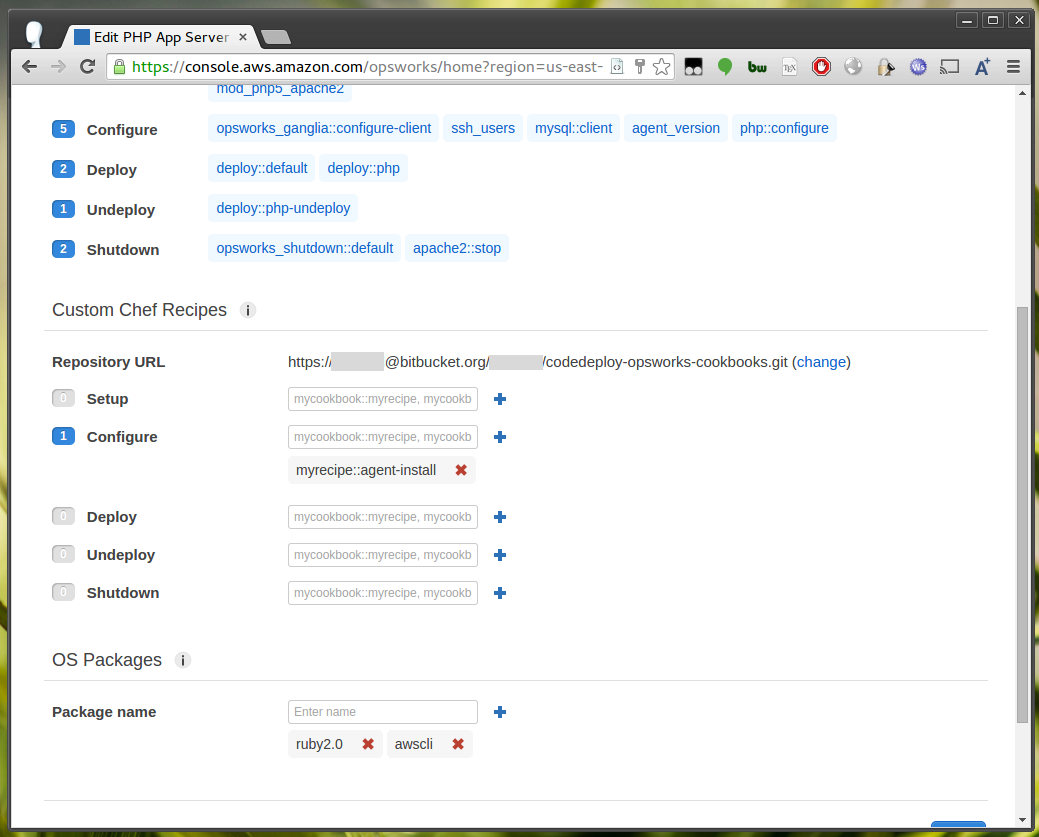 Edit PHP App Server
https://console.aws.amazon.com/opsworks/home?region=us-east-
bw
TEX
Ws
A+
mod_php5_apache2
5 Configure opsworks_ganglia::configure-client ssh_users mysql::client agent_version php::configure
2 Deploy deploy::default deploy::php
1 Undeploy deploy::php-undeploy
2 Shutdown opsworks_shutdown::default apache2::stop
Custom Chef Recipes i
Repository URL https:// @bitbucket.org/ /codedeploy-opsworks-cookbooks.git (change)
0 Setup mycookbook::myrecipe, mycookb
1 Configure mycookbook::myrecipe, mycookb
myrecipe::agent-install
0 Deploy mycookbook::myrecipe, mycookb
0 Undeploy mycookbook::myrecipe, mycookb
0 Shutdown mycookbook::myrecipe, mycookb
OS Packages i
Package name Enter name
ruby2.0 awscli